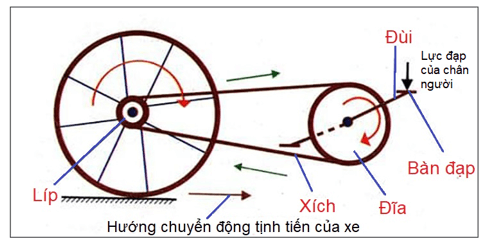 Đùi
Lực đạp
của chân
người
Bàn đạp
Líp
Xích
Đĩa
Hướng chuyển động tịnh tiến của xe